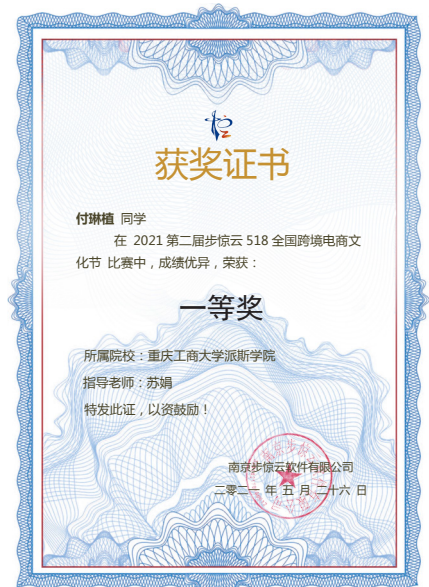 获奖证书
付琳植 同学
在 2021 第二届步惊云 518 全国跨境电商文
化节 比赛中，成绩优异，荣获：
一等奖
所属院校：重庆工商大学派斯学院
指导老师：苏娟
特发此证，以资鼓励！
南京步惊云软件有限公司
二零二一 年 五 月 二十六 日